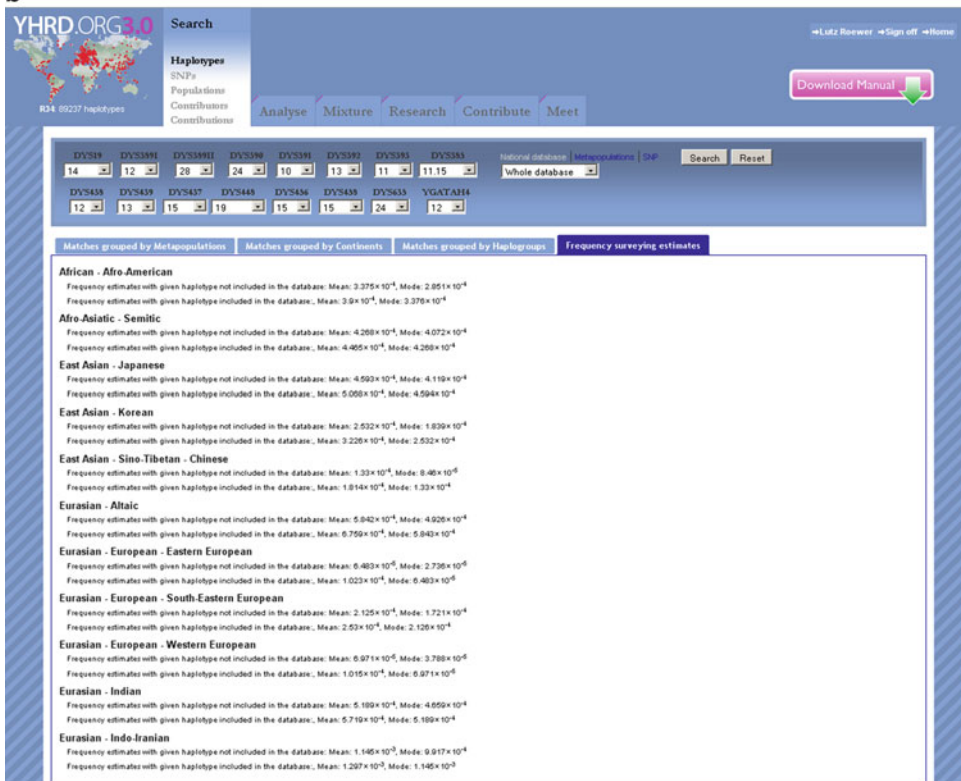 YHRD.ORG3.0
R34 89237 haplotypes
Search
Haplotypes
SNPs
Populations
Contributors
Contributions
Analyse Mixture Research Contribute Meet
→Lutz Roewer →Sign off →Home
Download Manual
DYS19 DYS389I DYS389II DYS390 DYS391 DYS392 DYS393 DYS385
14 12 28 24 10 13 11 11.15
National database | Metapopulations | SNP
Whole database
Search Reset
DYS438 DYS439 DYS437 DYS448 DYS456 DYS458 DYS635 YGATAH4
12 13 15 19 15 15 24 12
Matches grouped by Metapopulations Matches grouped by Continents Matches grouped by Haplogroups Frequency surveying estimates
African - Afro-American
Frequency estimates with given haplotype not included in the database: Mean: 3.375×10⁻⁴, Mode: 2.851×10⁻⁴
Frequency estimates with given haplotype included in the database:, Mean: 3.9×10⁻⁴, Mode: 3.376×10⁻⁴
Afro-Asiatic - Semitic
Frequency estimates with given haplotype not included in the database: Mean: 4.268×10⁻⁴, Mode: 4.072×10⁻⁴
Frequency estimates with given haplotype included in the database:, Mean: 4.465×10⁻⁴, Mode: 4.268×10⁻⁴
East Asian - Japanese
Frequency estimates with given haplotype not included in the database: Mean: 4.593×10⁻⁴, Mode: 4.119×10⁻⁴
Frequency estimates with given haplotype included in the database:, Mean: 5.068×10⁻⁴, Mode: 4.594×10⁻⁴
East Asian - Korean
Frequency estimates with given haplotype not included in the database: Mean: 2.532×10⁻⁴, Mode: 1.839×10⁻⁴
Frequency estimates with given haplotype included in the database:, Mean: 3.226×10⁻⁴, Mode: 2.532×10⁻⁴
East Asian - Sino-Tibetan - Chinese
Frequency estimates with given haplotype not included in the database: Mean: 1.33×10⁻⁴, Mode: 8.46×10⁻⁵
Frequency estimates with given haplotype included in the database:, Mean: 1.814×10⁻⁴, Mode: 1.33×10⁻⁴
Eurasian - Altaic
Frequency estimates with given haplotype not included in the database: Mean: 5.842×10⁻⁴, Mode: 4.926×10⁻⁴
Frequency estimates with given haplotype included in the database:, Mean: 6.759×10⁻⁴, Mode: 5.843×10⁻⁴
Eurasian - European - Eastern European
Frequency estimates with given haplotype not included in the database: Mean: 6.483×10⁻⁵, Mode: 2.736×10⁻⁵
Frequency estimates with given haplotype included in the database:, Mean: 1.023×10⁻⁴, Mode: 6.483×10⁻⁵
Eurasian - European - South-Eastern European
Frequency estimates with given haplotype not included in the database: Mean: 2.125×10⁻⁴, Mode: 1.721×10⁻⁴
Frequency estimates with given haplotype included in the database:, Mean: 2.53×10⁻⁴, Mode: 2.126×10⁻⁴
Eurasian - European - Western European
Frequency estimates with given haplotype not included in the database: Mean: 6.971×10⁻⁵, Mode: 3.788×10⁻⁵
Frequency estimates with given haplotype included in the database:, Mean: 1.015×10⁻⁴, Mode: 6.971×10⁻⁵
Eurasian - Indian
Frequency estimates with given haplotype not included in the database: Mean: 5.189×10⁻⁴, Mode: 4.659×10⁻⁴
Frequency estimates with given haplotype included in the database:, Mean: 5.719×10⁻⁴, Mode: 5.189×10⁻⁴
Eurasian - Indo-Iranian
Frequency estimates with given haplotype not included in the database: Mean: 1.145×10⁻³, Mode: 9.917×10⁻⁴
Frequency estimates with given haplotype included in the database:, Mean: 1.297×10⁻³, Mode: 1.145×10⁻³